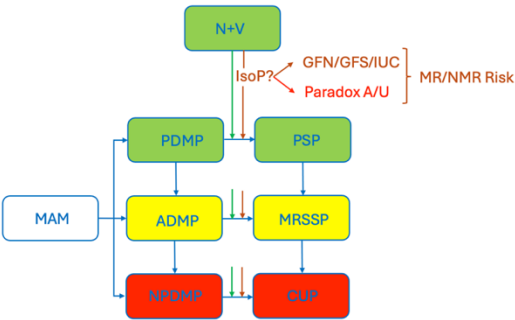 N+V
IsoP?
GFN/GFS/IUC
Paradox A/U
MR/NMR Risk
PDMP
PSP
MAM
ADMP
MRSSP
NPDMP
CUP